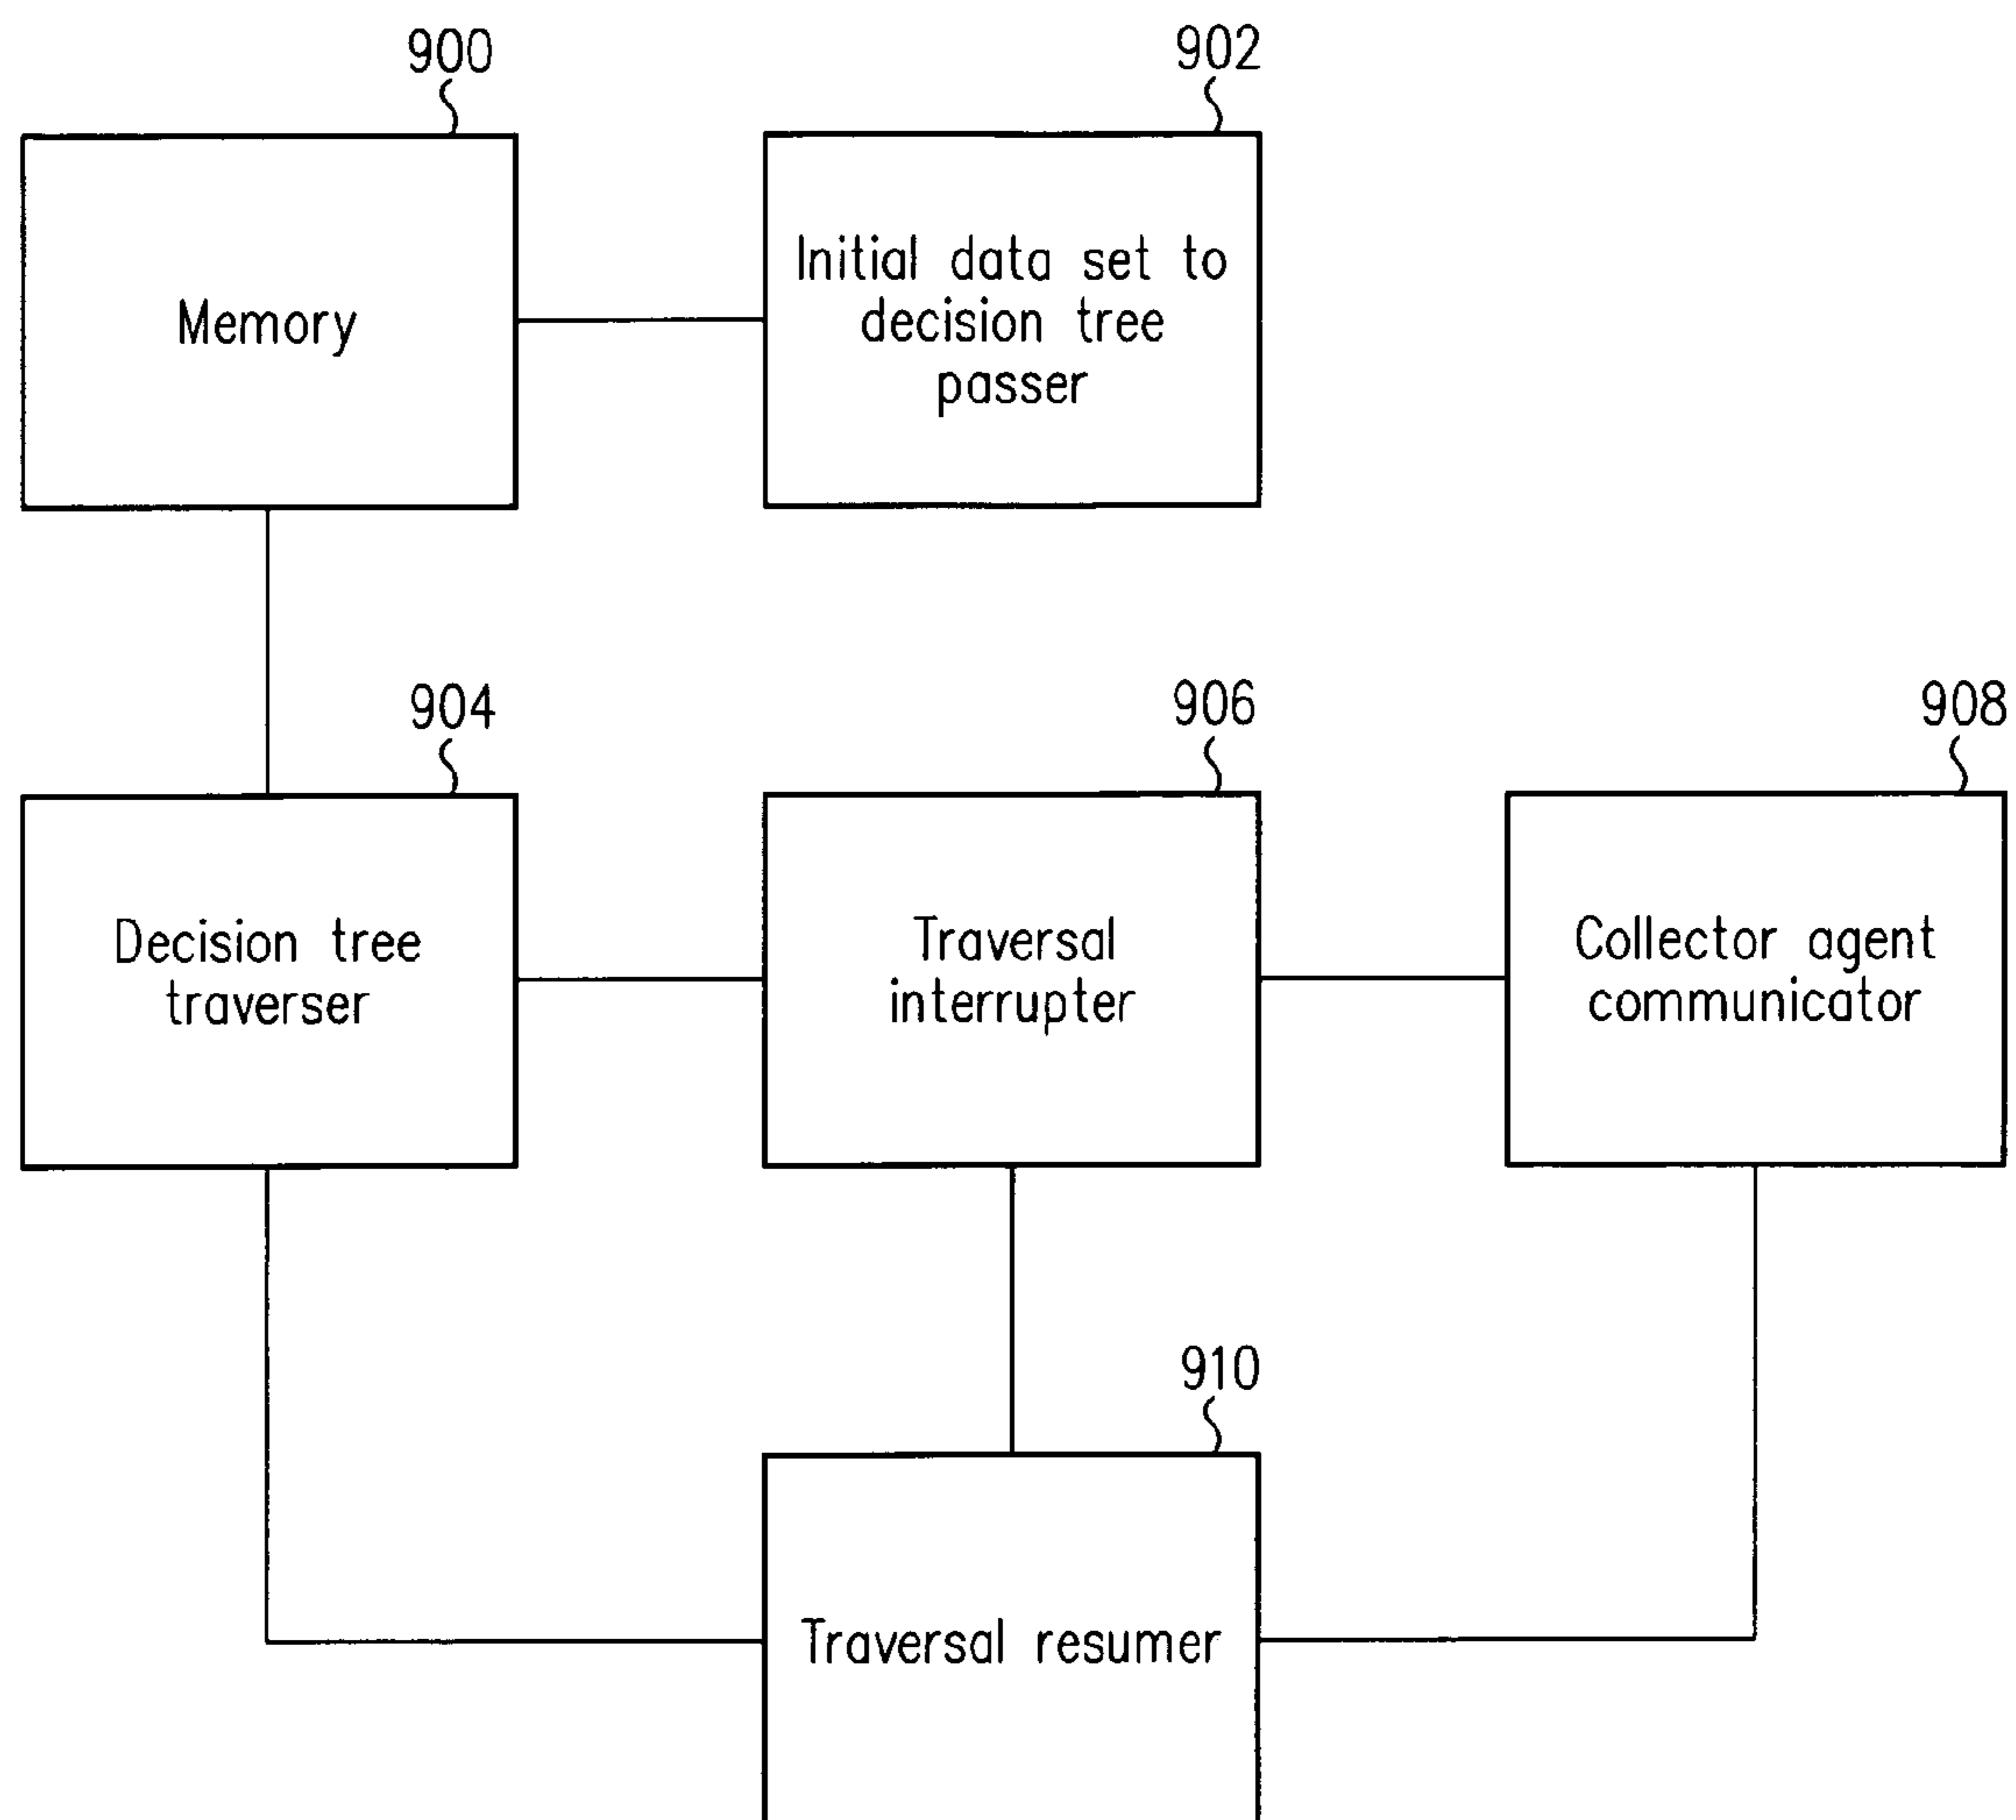 900
902
Memory
Initial data set to
decision tree
passer
904
906
908
Decision tree
traverser
Traversal
interrupter
Collector agent
communicator
910
Traversal resumer